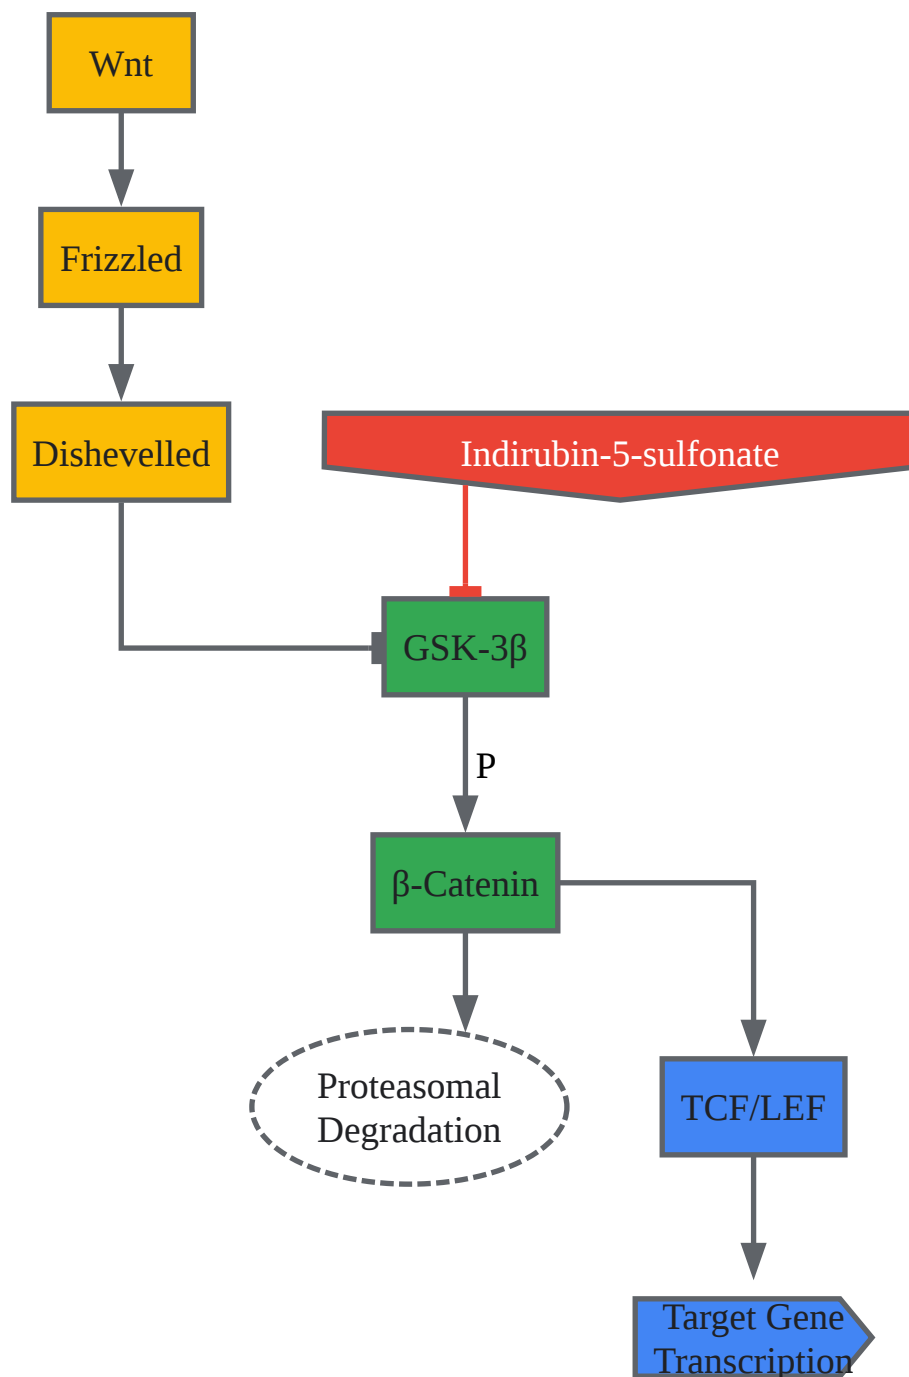 Wnt
Frizzled
Dishevelled
Indirubin-5-sulfonate
GSK-3β
P
β-Catenin
Proteasomal
Degradation
TCF/LEF
Target Gene
Transcription